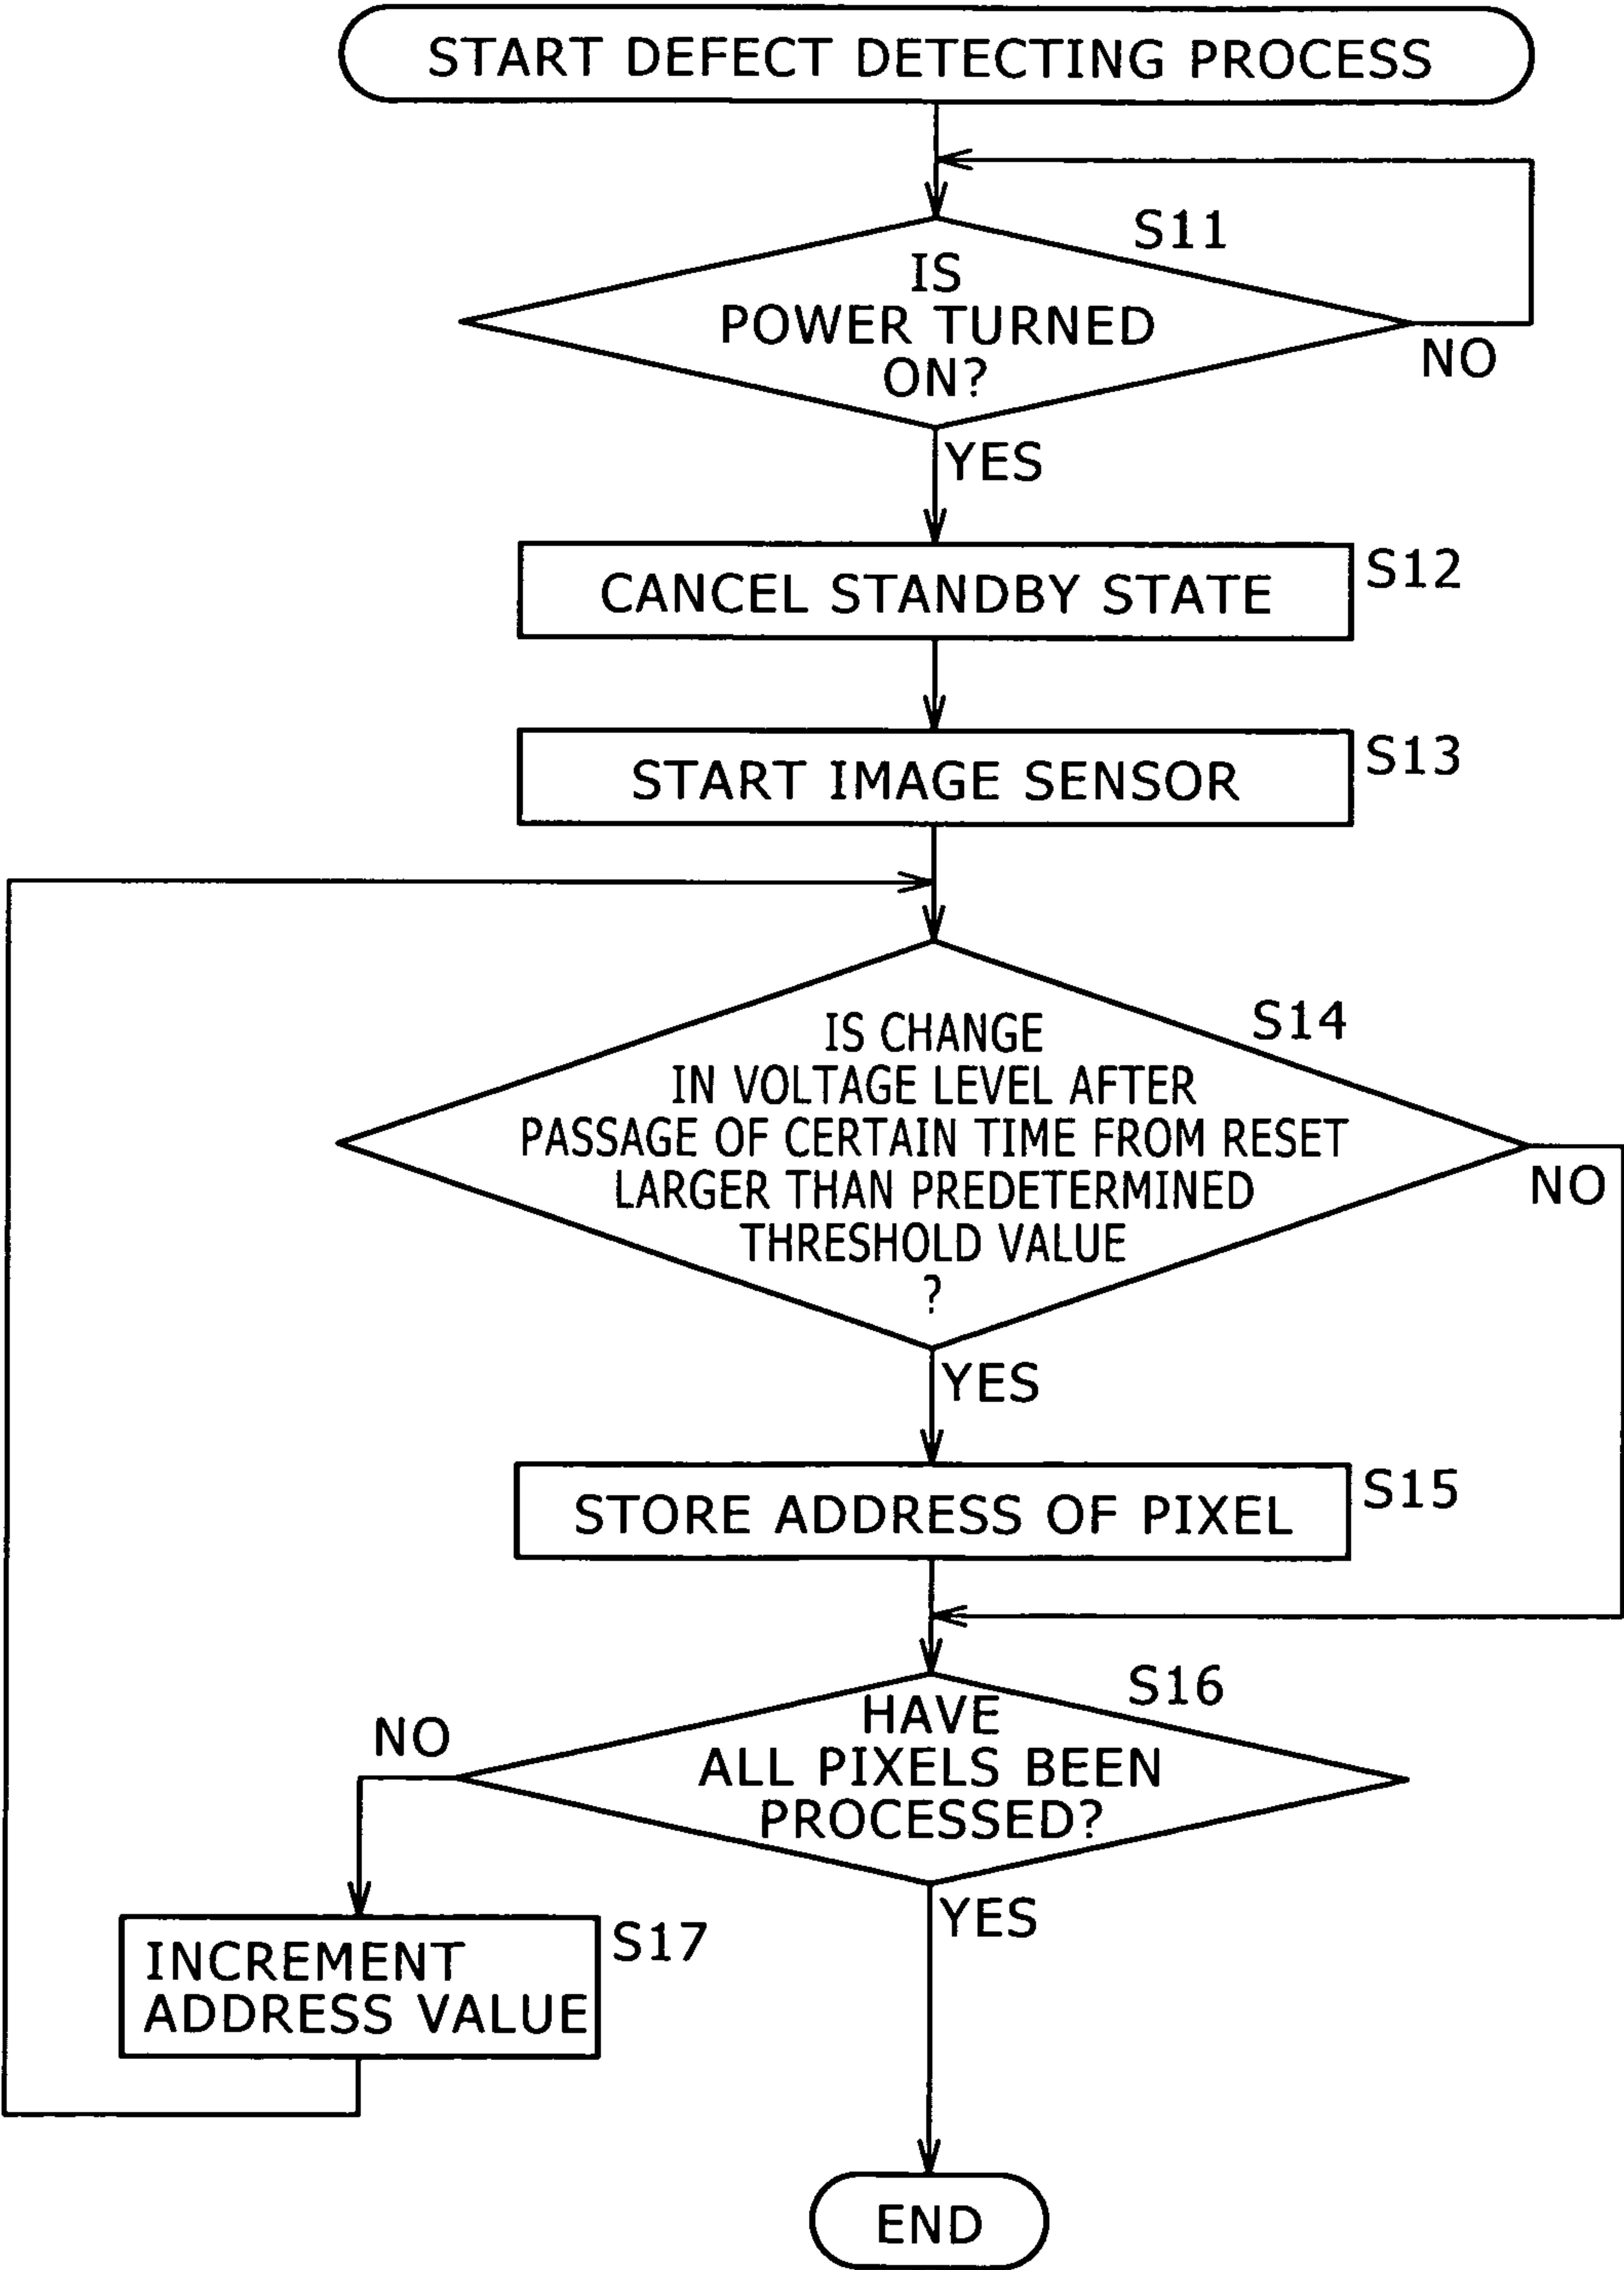 START DEFECT DETECTING PROCESS
S11
IS
POWER TURNED
ON?
NO
YES
CANCEL STANDBY STATE
S12
START IMAGE SENSOR
S13
S14
IS CHANGE
IN VOLTAGE LEVEL AFTER
PASSAGE OF CERTAIN TIME FROM RESET
LARGER THAN PREDETERMINED
THRESHOLD VALUE
?
NO
YES
STORE ADDRESS OF PIXEL
S15
S16
HAVE
ALL PIXELS BEEN
PROCESSED?
NO
YES
INCREMENT
ADDRESS VALUE
S17
END